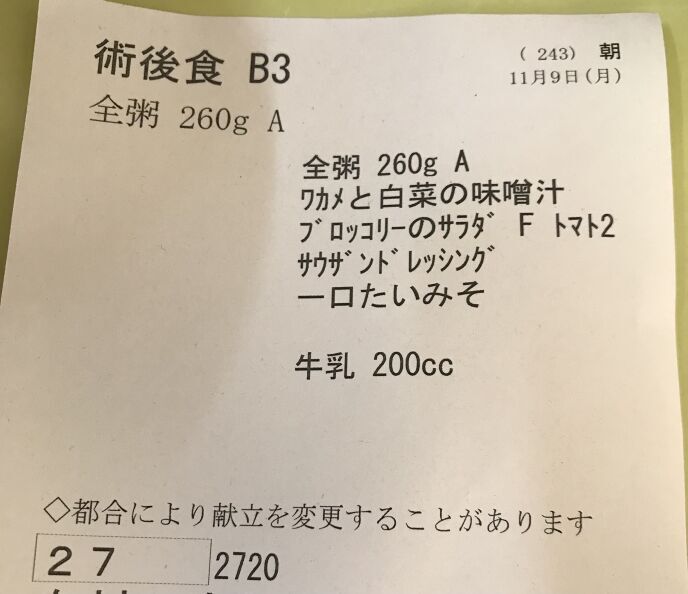 術後食 B3
(243) 朝
11月9日(月)
全粥 260g A
全粥 260g A
ワカメと白菜の味噌汁
ブロッコリーのサラダ F トマト2
サウザンドレッシング
一口たいみそ
牛乳 200cc
◇都合により献立を変更することがあります
27 2720